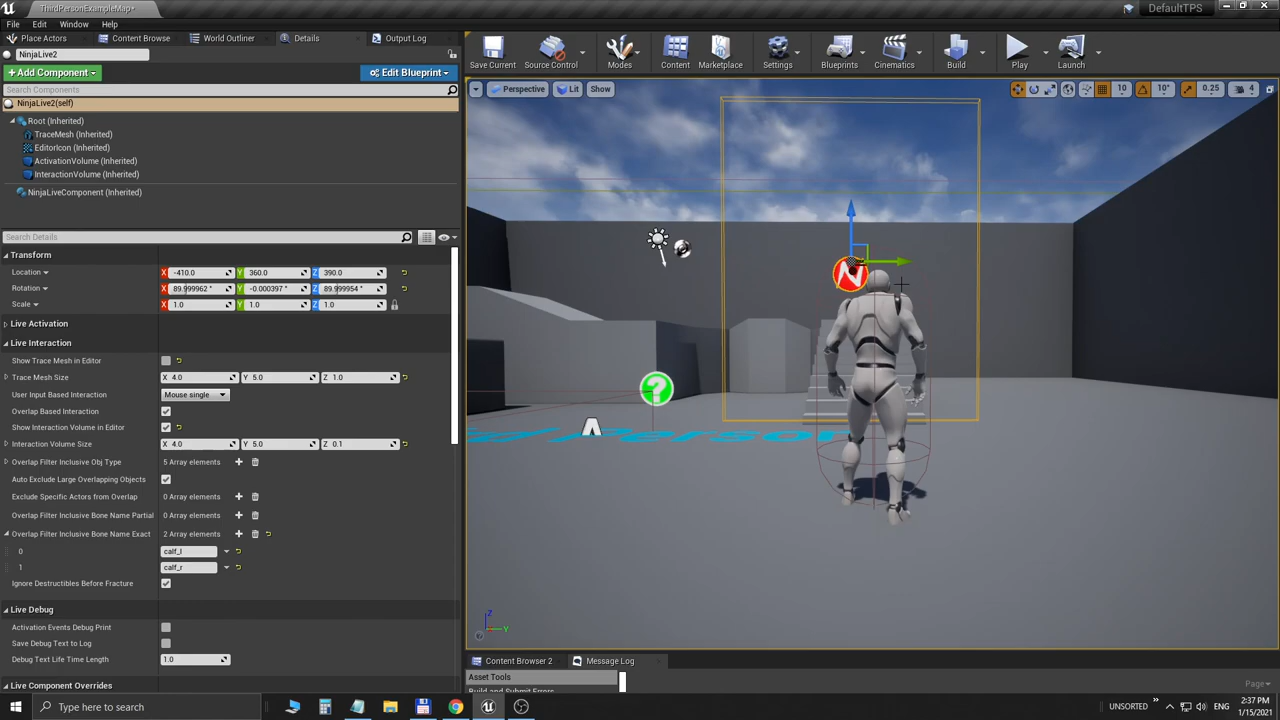 ThirdPersonExampleMap*
DefaultTPS
File Edit Window Help
Place Actors Content Browser World Outliner Details Output Log
NinjaLive2
+Add Component Edit Blueprint
Search Components
NinjaLive2(self)
Root (Inherited)
TraceMesh (Inherited)
EditorIcon (Inherited)
ActivationVolume (Inherited)
InteractionVolume (Inherited)
NinjaLiveComponent (Inherited)
Search Details
Transform
Location X -410.0 Y 360.0 Z 390.0
Rotation X 89.999962 ° Y -0.000397 ° Z 89.999954 °
Scale X 1.0 Y 1.0 Z 1.0
Live Activation
Live Interaction
Show Trace Mesh in Editor
Trace Mesh Size X 4.0 Y 5.0 Z 1.0
User Input Based Interaction Mouse single
Overlap Based Interaction
Show Interaction Volume in Editor
Interaction Volume Size X 4.0 Y 5.0 Z 0.1
Overlap Filter Inclusive Obj Type 5 Array elements
Auto Exclude Large Overlapping Objects
Exclude Specific Actors from Overlap 0 Array elements
Overlap Filter Inclusive Bone Name Partial 0 Array elements
Overlap Filter Inclusive Bone Name Exact 2 Array elements
0 calf_l
1 calf_r
Ignore Destructibles Before Fracture
Live Debug
Activation Events Debug Print
Save Debug Text to Log
Debug Text Life Time Length 1.0
Live Component Overrides
Save Current Source Control Modes Content Marketplace Settings Blueprints Cinematics Build Play Launch
Perspective Lit Show 10 10° 0.25 4
N
?
Z
Y
Content Browser 2 Message Log
Asset Tools
Build and Submit Errors
Page
Type here to search
UNSORTED
2:37 PM
1/15/2021